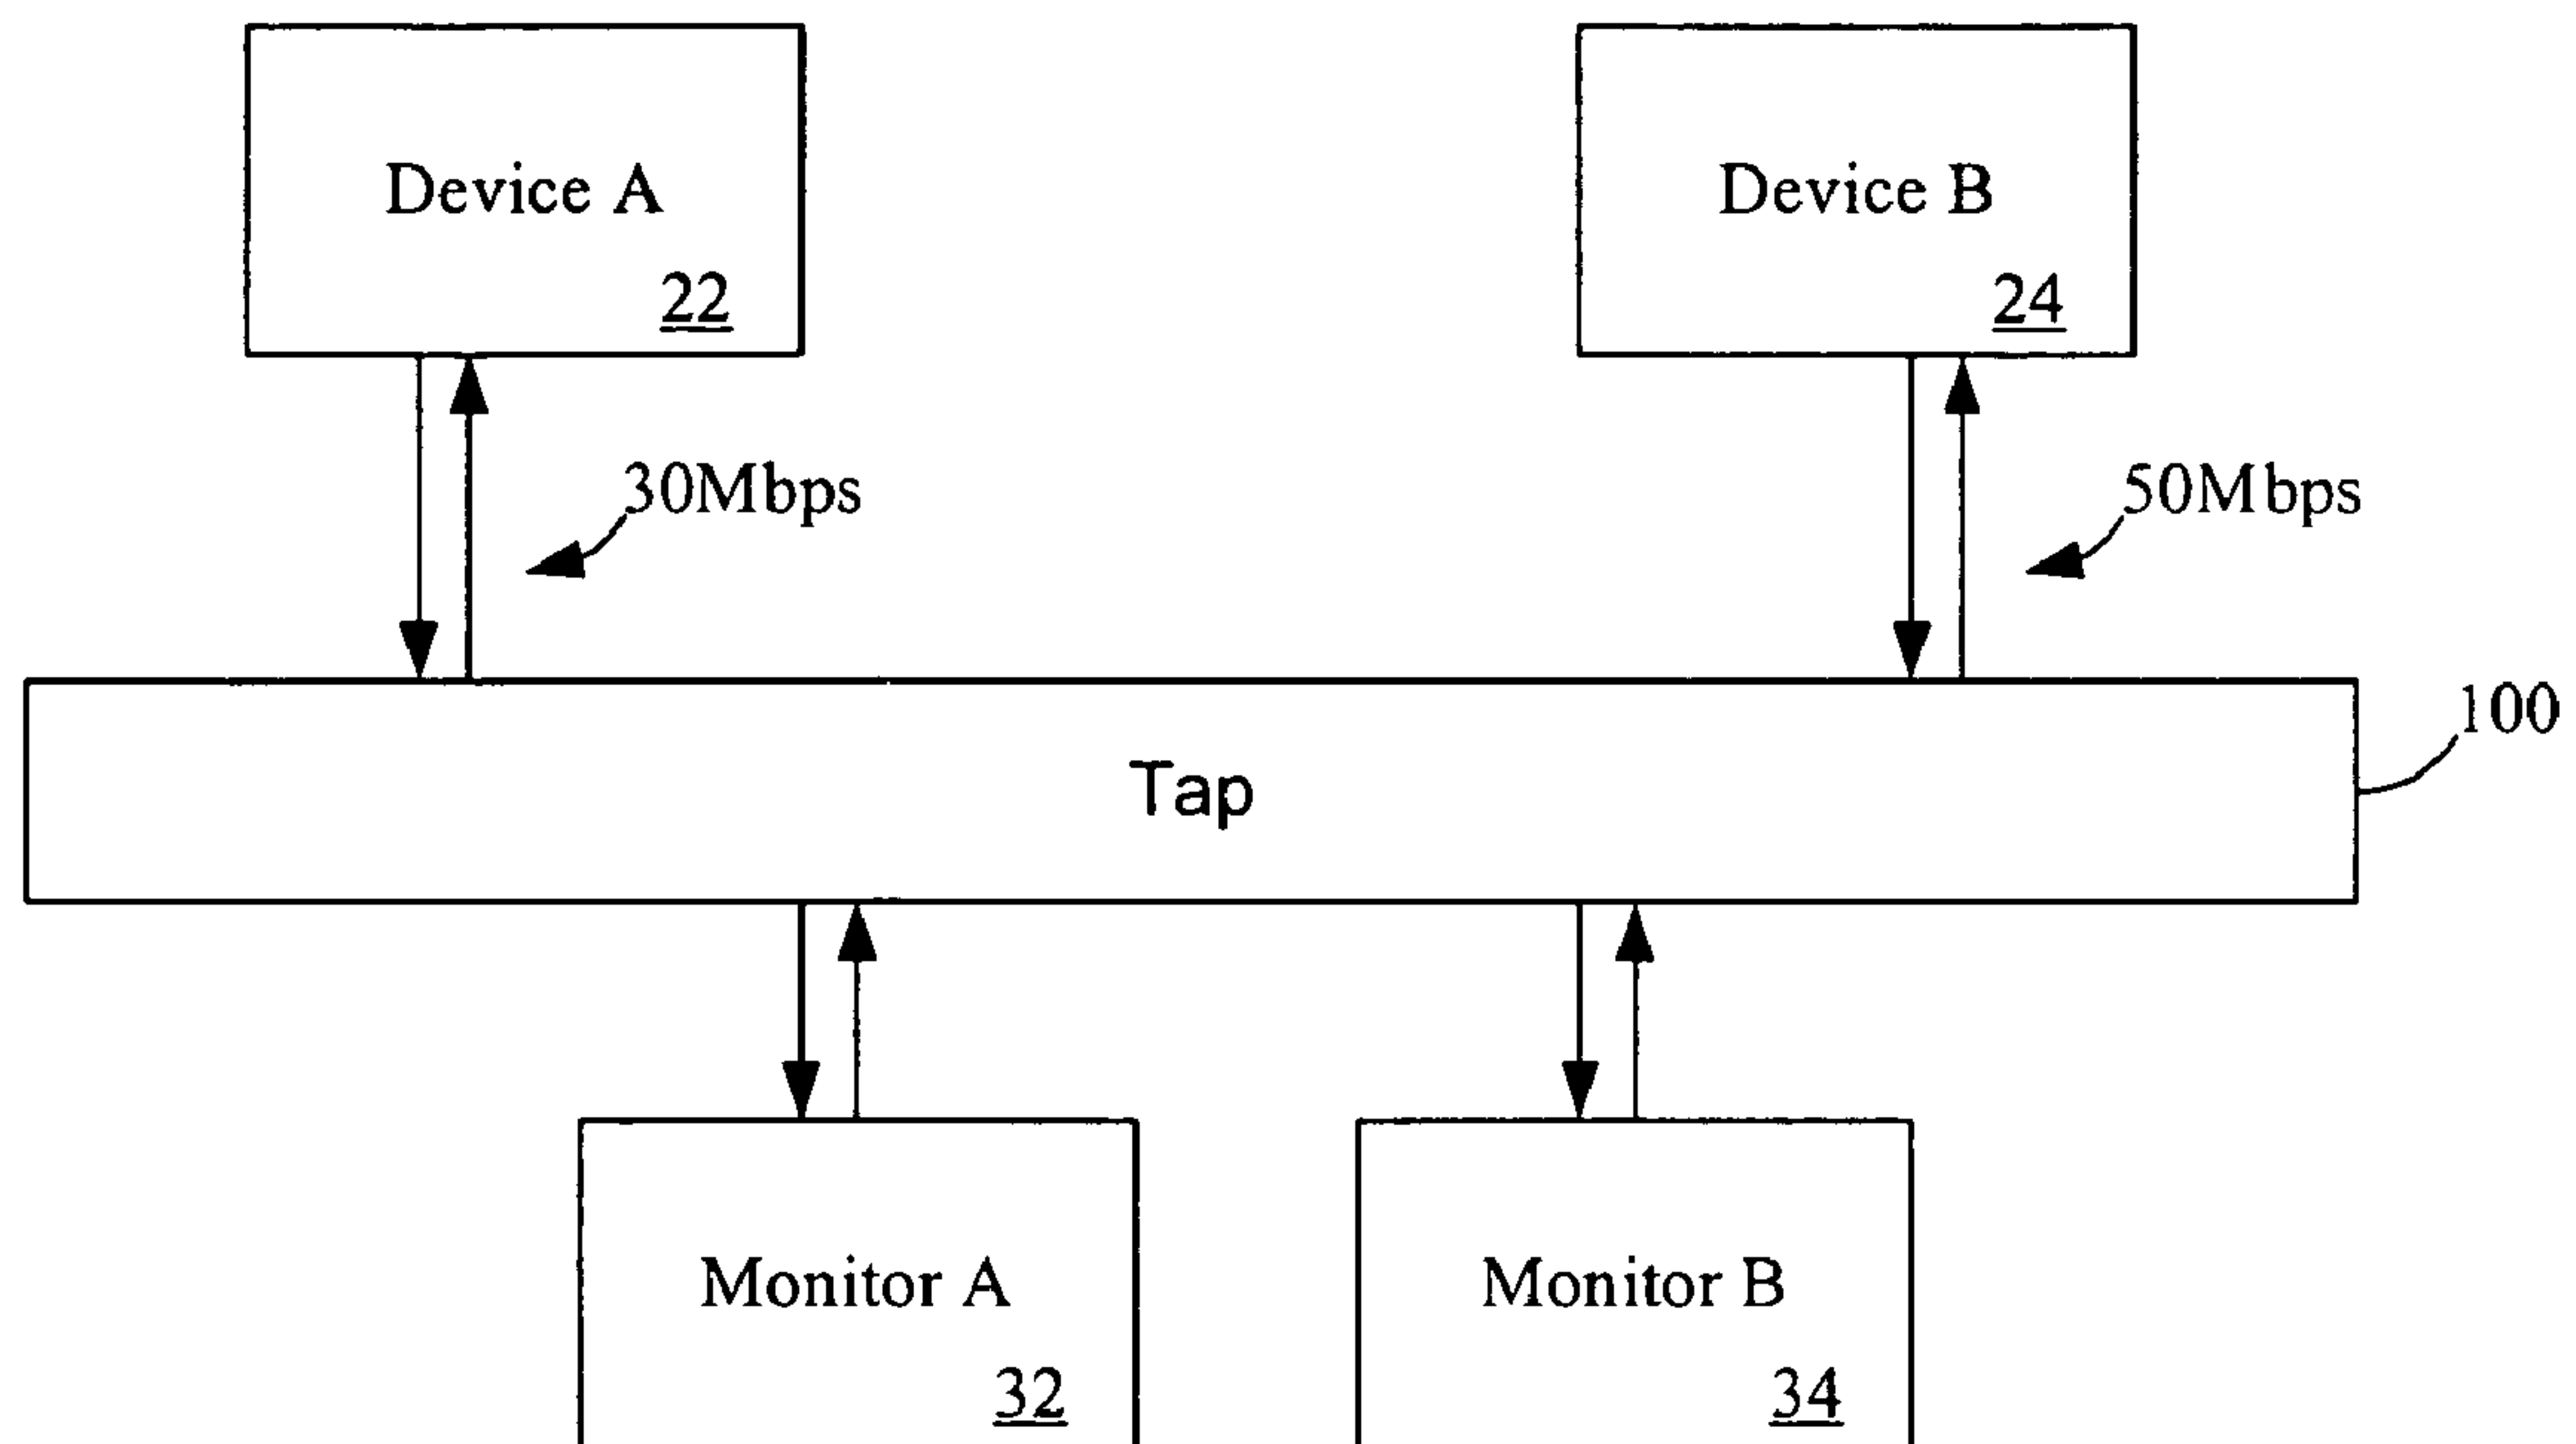 Device A
22
Device B
24
30Mbps
50Mbps
Tap
100
Monitor A
32
Monitor B
34